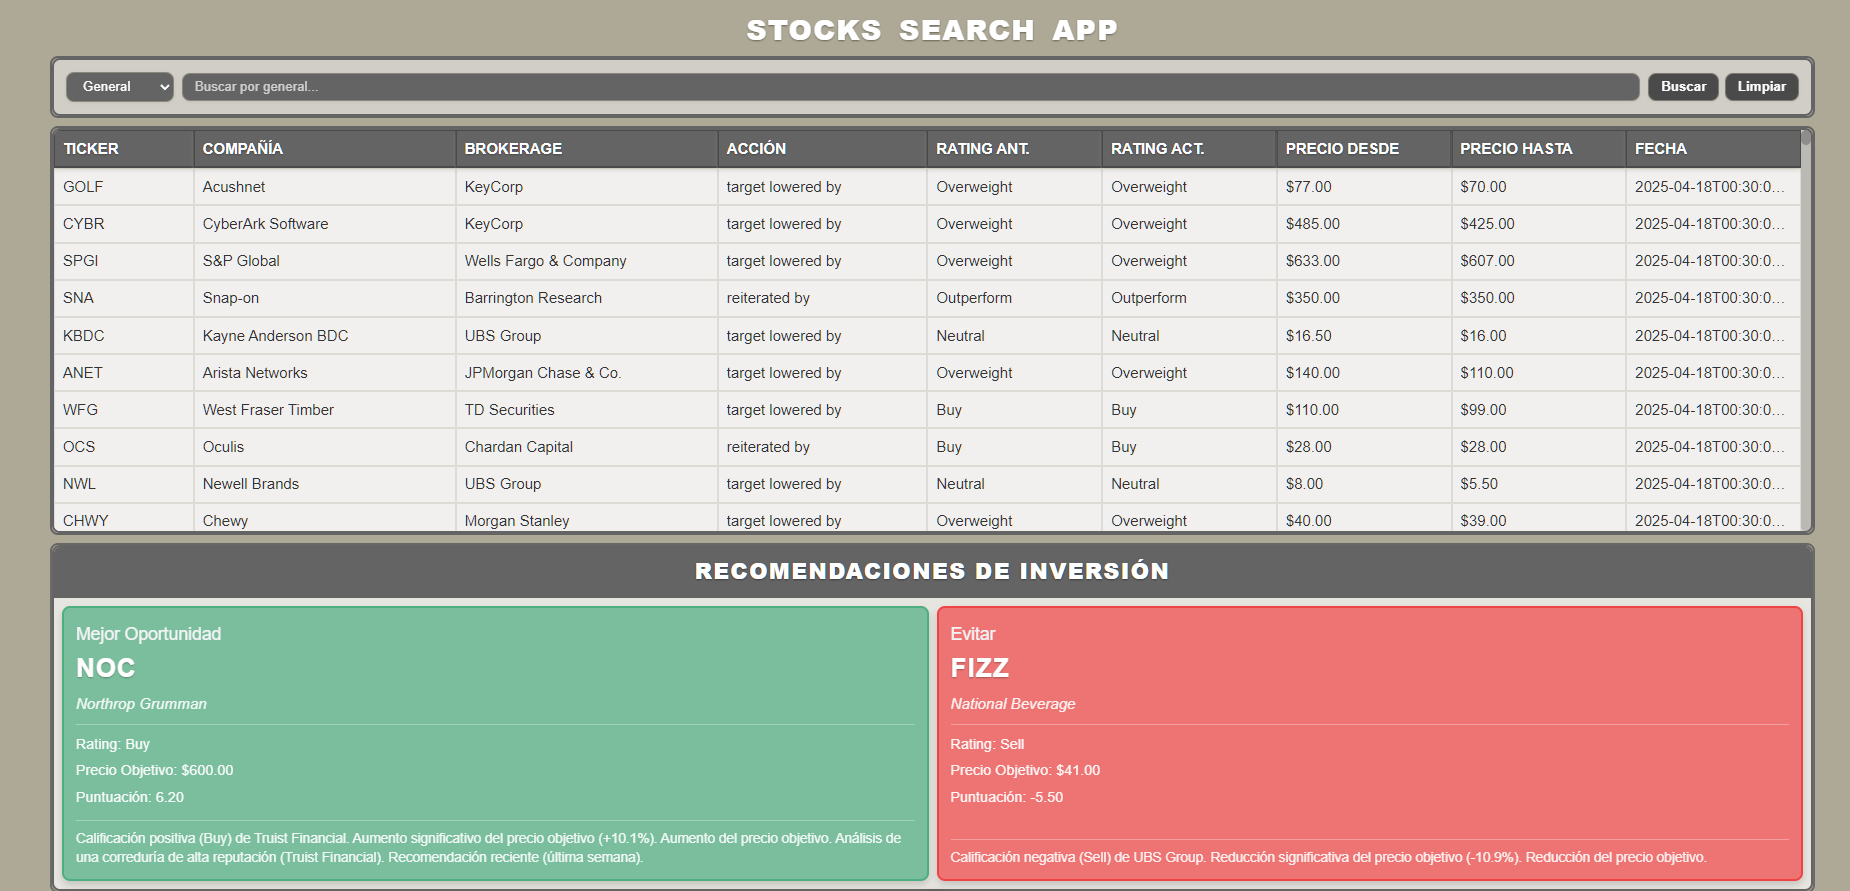 STOCKS SEARCH APP
General Buscar por general... Buscar Limpiar
TICKER COMPAÑÍA BROKERAGE ACCIÓN RATING ANT. RATING ACT. PRECIO DESDE PRECIO HASTA FECHA
GOLF Acushnet KeyCorp target lowered by Overweight Overweight $77.00 $70.00 2025-04-18T00:30:0...
CYBR CyberArk Software KeyCorp target lowered by Overweight Overweight $485.00 $425.00 2025-04-18T00:30:0...
SPGI S&P Global Wells Fargo & Company target lowered by Overweight Overweight $633.00 $607.00 2025-04-18T00:30:0...
SNA Snap-on Barrington Research reiterated by Outperform Outperform $350.00 $350.00 2025-04-18T00:30:0...
KBDC Kayne Anderson BDC UBS Group target lowered by Neutral Neutral $16.50 $16.00 2025-04-18T00:30:0...
ANET Arista Networks JPMorgan Chase & Co. target lowered by Overweight Overweight $140.00 $110.00 2025-04-18T00:30:0...
WFG West Fraser Timber TD Securities target lowered by Buy Buy $110.00 $99.00 2025-04-18T00:30:0...
OCS Oculis Chardan Capital reiterated by Buy Buy $28.00 $28.00 2025-04-18T00:30:0...
NWL Newell Brands UBS Group target lowered by Neutral Neutral $8.00 $5.50 2025-04-18T00:30:0...
CHWY Chewy Morgan Stanley target lowered by Overweight Overweight $40.00 $39.00 2025-04-18T00:30:0...
RECOMENDACIONES DE INVERSIÓN
Mejor Oportunidad
NOC
Northrop Grumman
Rating: Buy
Precio Objetivo: $600.00
Puntuación: 6.20
Calificación positiva (Buy) de Truist Financial. Aumento significativo del precio objetivo (+10.1%). Aumento del precio objetivo. Análisis de
una correduría de alta reputación (Truist Financial). Recomendación reciente (última semana).
Evitar
FIZZ
National Beverage
Rating: Sell
Precio Objetivo: $41.00
Puntuación: -5.50
Calificación negativa (Sell) de UBS Group. Reducción significativa del precio objetivo (-10.9%). Reducción del precio objetivo.